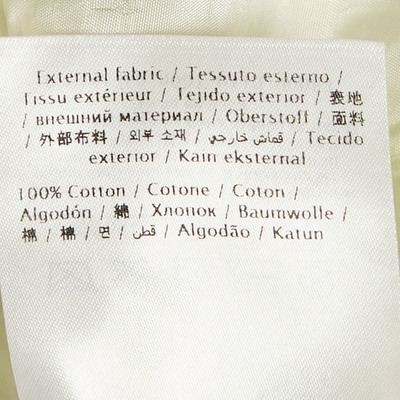 External fabric / Tessuto esterno /
Tissu extérieur / Tejido exterior / 表地
/ внешний материал / Oberstoff / 面料
/ 外部布料 / 외부 소재 / قماش خارجي / Tecido
exterior / Kain eksternal
100% Cotton / Cotone / Coton /
Algodón / 綿 / Хлопок / Baumwolle /
棉 / 棉 / 면 / قطن / Algodão / Katun